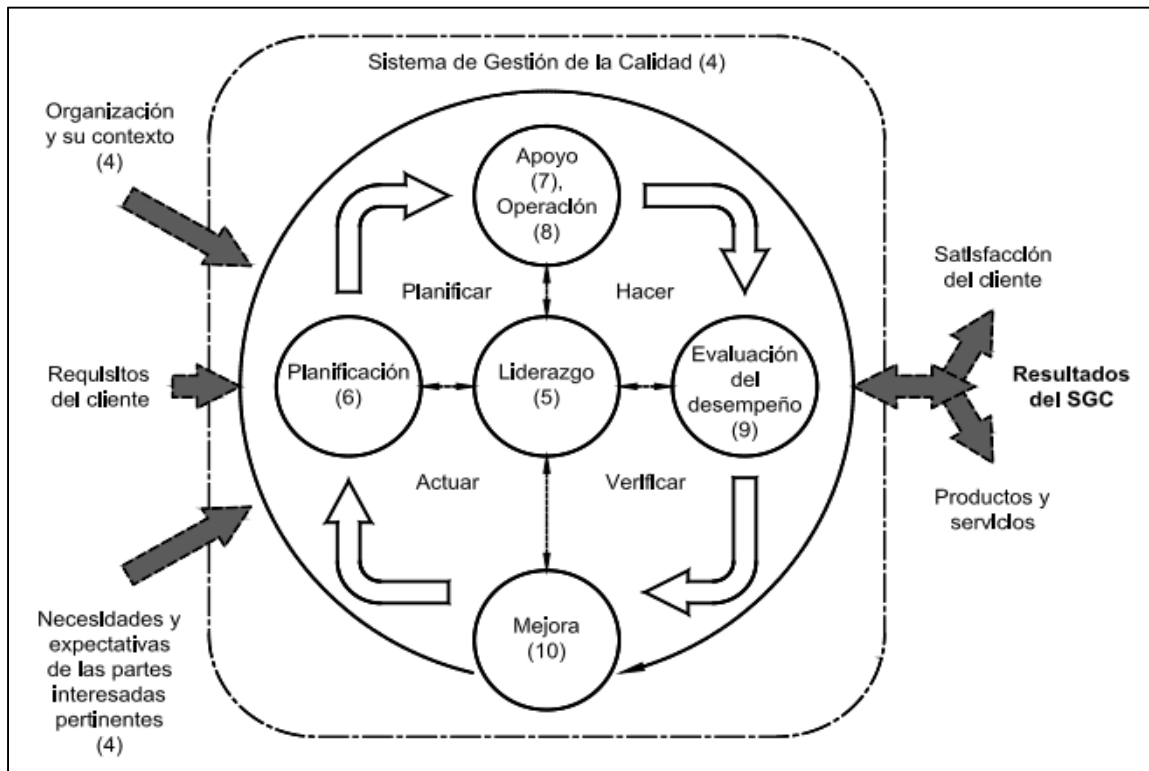 Sistema de Gestión de la Calidad (4)
Organización
y su contexto
(4)
Apoyo
(7),
Operación
(8)
Planificar
Hacer
Satisfacción
del cliente
Requisitos
del cliente
Planificación
(6)
Liderazgo
(5)
Evaluación
del
desempeño
(9)
Resultados
del SGC
Actuar
Verificar
Productos y
servicios
Necesidades y
expectativas
de las partes
interesadas
pertinentes
(4)
Mejora
(10)